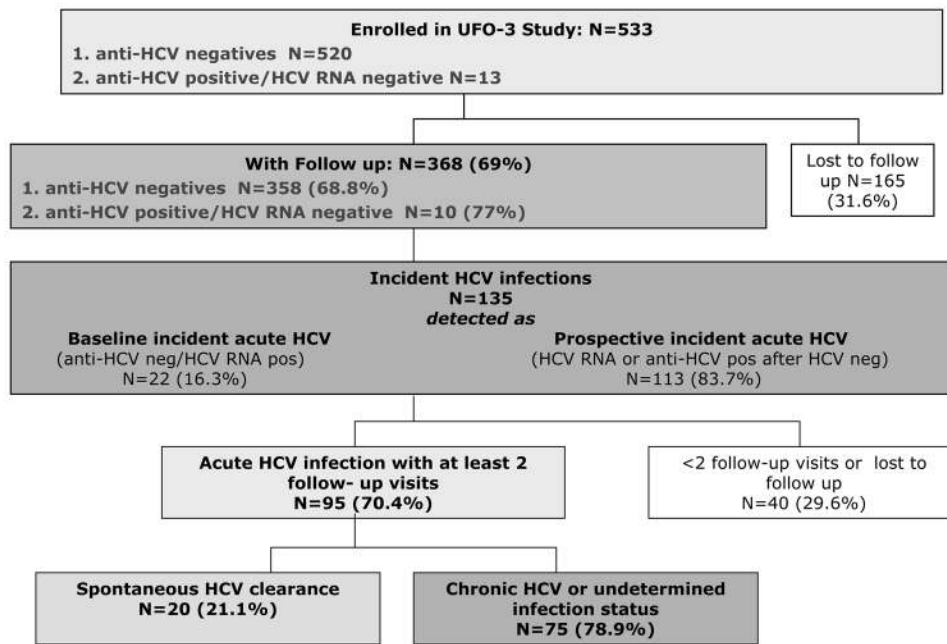 Enrolled in UFO-3 Study: N=533
1. anti-HCV negatives N=520
2. anti-HCV positive/HCV RNA negative N=13
With Follow up: N=368 (69%)
1. anti-HCV negatives N=358 (68.8%)
2. anti-HCV positive/HCV RNA negative N=10 (77%)
Lost to follow
up N=165
(31.6%)
Incident HCV infections
N=135
detected as
Baseline incident acute HCV
(anti-HCV neg/HCV RNA pos)
N=22 (16.3%)
Prospective incident acute HCV
(HCV RNA or anti-HCV pos after HCV neg)
N=113 (83.7%)
Acute HCV infection with at least 2
follow- up visits
N=95 (70.4%)
<2 follow-up visits or lost to
follow up
N=40 (29.6%)
Spontaneous HCV clearance
N=20 (21.1%)
Chronic HCV or undetermined
infection status
N=75 (78.9%)